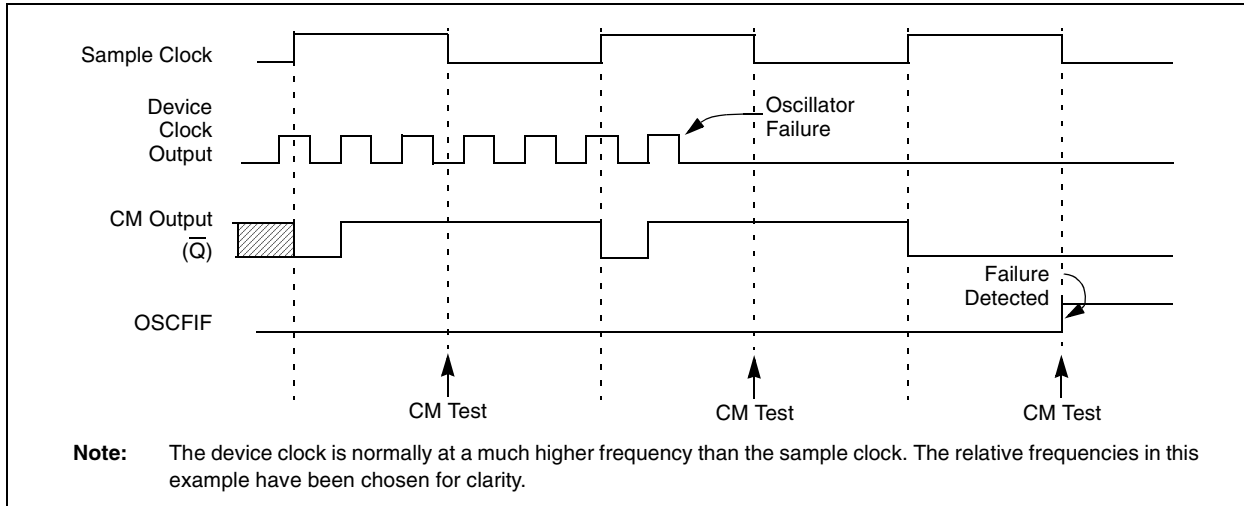 Sample Clock
Device
Clock
Output
Oscillator
Failure
CM Output
(Q̅)
Failure
Detected
OSCFIF
CM Test
CM Test
CM Test
Note: The device clock is normally at a much higher frequency than the sample clock. The relative frequencies in this
example have been chosen for clarity.